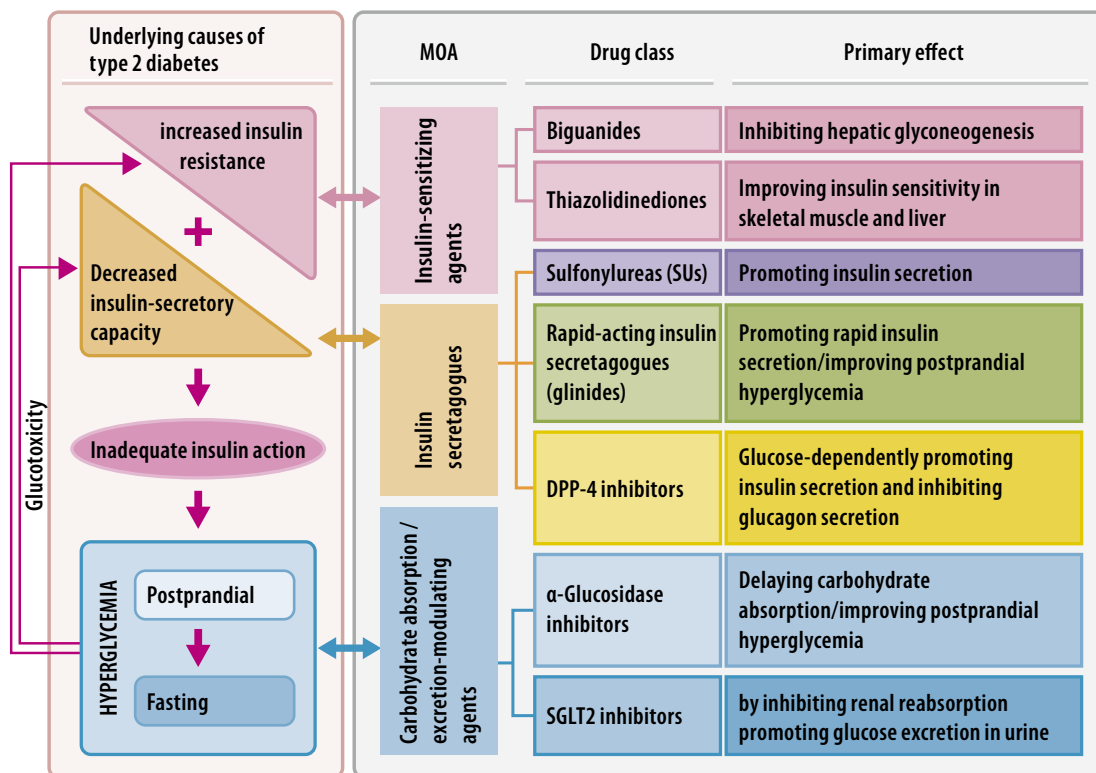 Underlying causes of
type 2 diabetes
MOA
Drug class
Primary effect
increased insulin
resistance
Decreased
insulin-secretory
capacity
Inadequate insulin action
Glucotoxicity
HYPERGLYCEMIA
Postprandial
Fasting
Insulin-sensitizing
agents
Biguanides
Inhibiting hepatic glyconeogenesis
Thiazolidinediones
Improving insulin sensitivity in
skeletal muscle and liver
Insulin
secretagogues
Sulfonylureas (SUs)
Promoting insulin secretion
Rapid-acting insulin
secretagogues
(glinides)
Promoting rapid insulin
secretion/improving postprandial
hyperglycemia
DPP-4 inhibitors
Glucose-dependently promoting
insulin secretion and inhibiting
glucagon secretion
Carbohydrate absorption /
excretion-modulating
agents
α-Glucosidase
inhibitors
Delaying carbohydrate
absorption/improving postprandial
hyperglycemia
SGLT2 inhibitors
by inhibiting renal reabsorption
promoting glucose excretion in urine